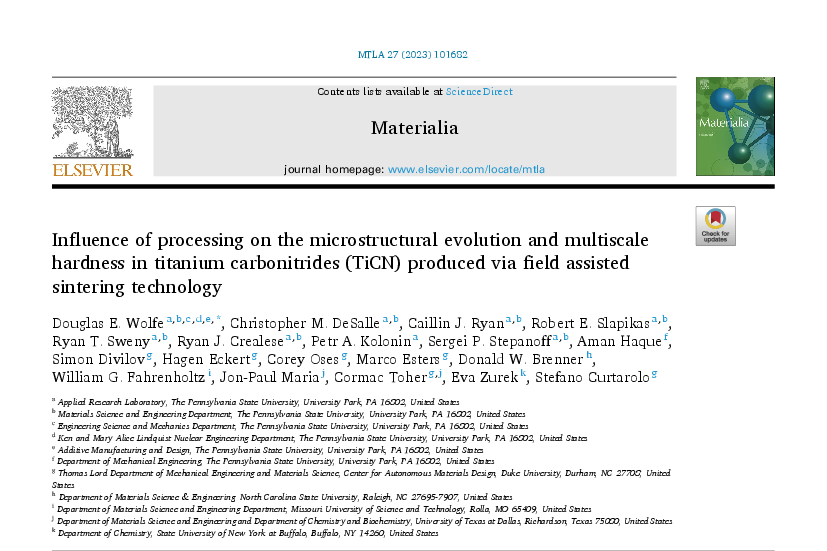 MTLA 27 (2023) 101682
Contents lists available at ScienceDirect
Materialia
journal homepage: www.elsevier.com/locate/mtla
ELSEVIER
Materialia
Check for
updates
Influence of processing on the microstructural evolution and multiscale
hardness in titanium carbonitrides (TiCN) produced via field assisted
sintering technology
Douglas E. Wolfe a,b,c,d,e,*, Christopher M. DeSalle a,b, Caillin J. Ryan a,b, Robert E. Slapikas a,b,
Ryan T. Sweny a,b, Ryan J. Crealese a,b, Petr A. Kolonin a, Sergei P. Stepanoff a,b, Aman Haque f,
Simon Divilov g, Hagen Eckert g, Corey Oses g, Marco Esters g, Donald W. Brenner h,
William G. Fahrenholtz i, Jon-Paul Maria j, Cormac Toher g,j, Eva Zurek k, Stefano Curtarolo g
a Applied Research Laboratory, The Pennsylvania State University, University Park, PA 16802, United States
b Materials Science and Engineering Department, The Pennsylvania State University, University Park, PA 16802, United States
c Engineering Science and Mechanics Department, The Pennsylvania State University, University Park, PA 16802, United States
d Ken and Mary Alice Lindquist Nuclear Engineering Department, The Pennsylvania State University, University Park, PA 16802, United States
e Additive Manufacturing and Design, The Pennsylvania State University, University Park, PA 16802, United States
f Department of Mechanical Engineering, The Pennsylvania State University, University Park, PA 16802, United States
g Thomas Lord Department of Mechanical Engineering and Materials Science, Center for Autonomous Materials Design, Duke University, Durham, NC 27708, United
States
h Department of Materials Science & Engineering North Carolina State University, Raleigh, NC 27695-7907, United States
i Department of Materials Science and Engineering Department, Missouri University of Science and Technology, Rolla, MO 65409, United States
j Department of Materials Science and Engineering and Department of Chemistry and Biochemistry, University of Texas at Dallas, Richardson, Texas 75080, United States
k Department of Chemistry, State University of New York at Buffalo, Buffalo, NY 14260, United States